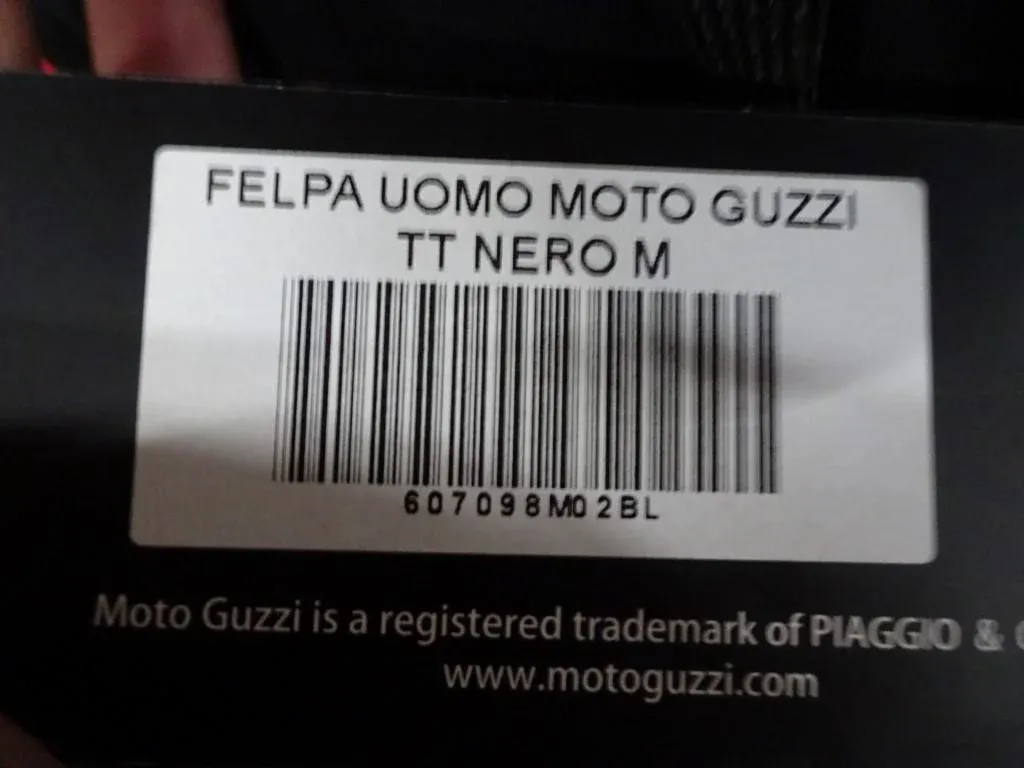 FELPA UOMO MOTO GUZZI
TT NERO M
607098M02BL
Moto Guzzi is a registered trademark of PIAGGIO &
www.motoguzzi.com